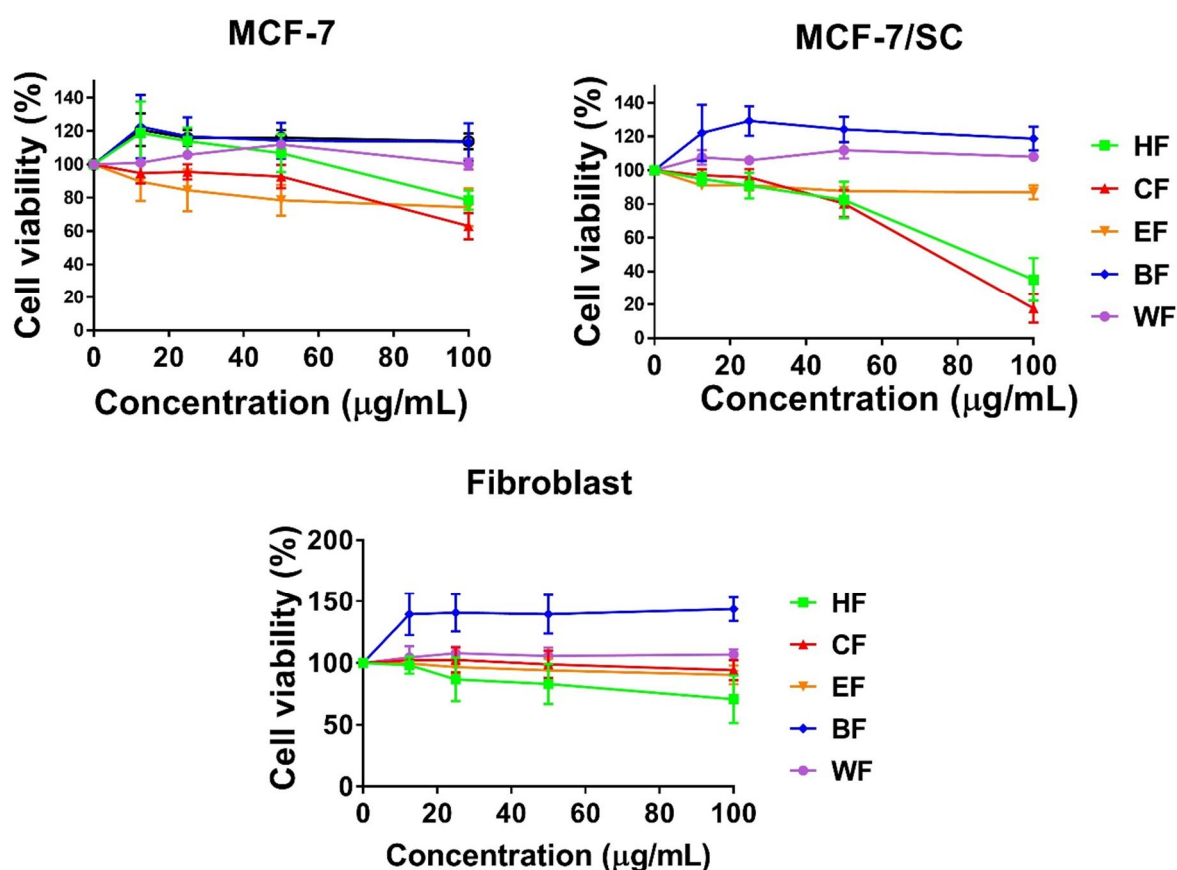 MCF-7
Cell viability (%)
140
120
100
80
60
40
20
0
0 20 40 60 80 100
Concentration (μg/mL)
MCF-7/SC
Cell viability (%)
140
120
100
80
60
40
20
0
0 20 40 60 80 100
Concentration (μg/mL)
HF
CF
EF
BF
WF
Fibroblast
Cell viability (%)
200
150
100
50
0
0 20 40 60 80 100
Concentration (μg/mL)
HF
CF
EF
BF
WF